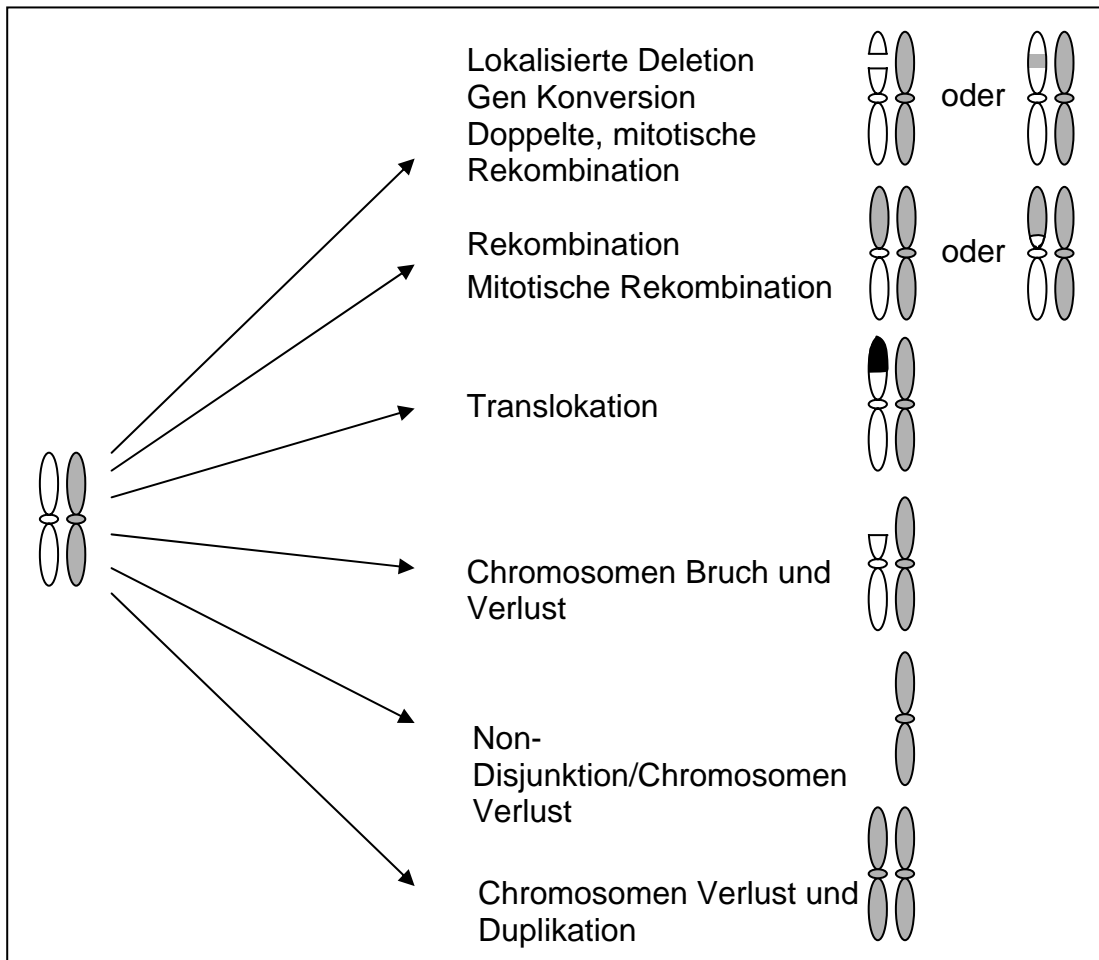 Lokalisierte Deletion
Gen Konversion
Doppelte, mitotische
Rekombination
oder
Rekombination
Mitotische Rekombination
oder
Translokation
Chromosomen Bruch und
Verlust
Non-
Disjunktion/Chromosomen
Verlust
Chromosomen Verlust und
Duplikation